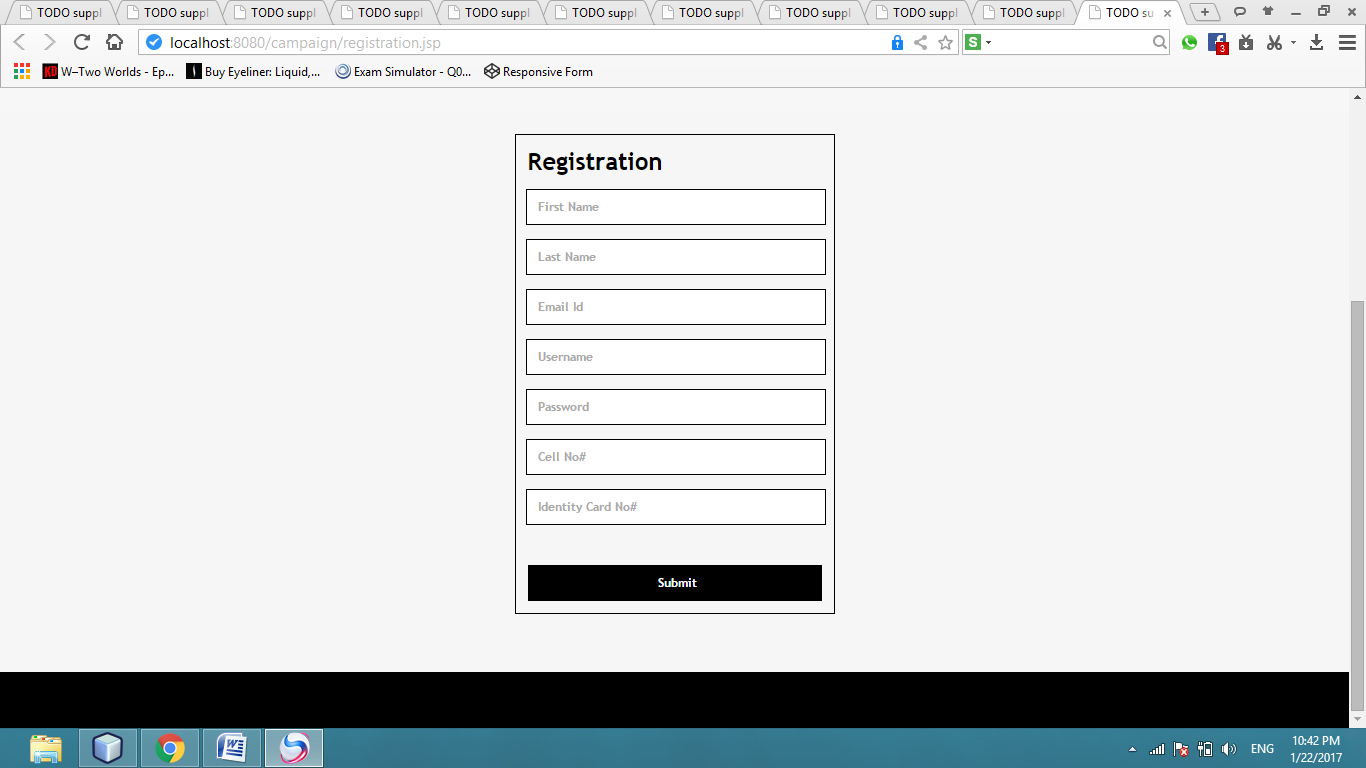 TODO suppl TODO suppl TODO suppl TODO suppl TODO suppl TODO suppl TODO suppl TODO suppl TODO suppl TODO suppl TODO su
localhost:8080/campaign/registration.jsp
S
3
KD W–Two Worlds - Ep... Buy Eyeliner: Liquid,... Exam Simulator - Q0... Responsive Form
Registration
First Name
Last Name
Email Id
Username
Password
Cell No#
Identity Card No#
Submit
ENG
10:42 PM
1/22/2017